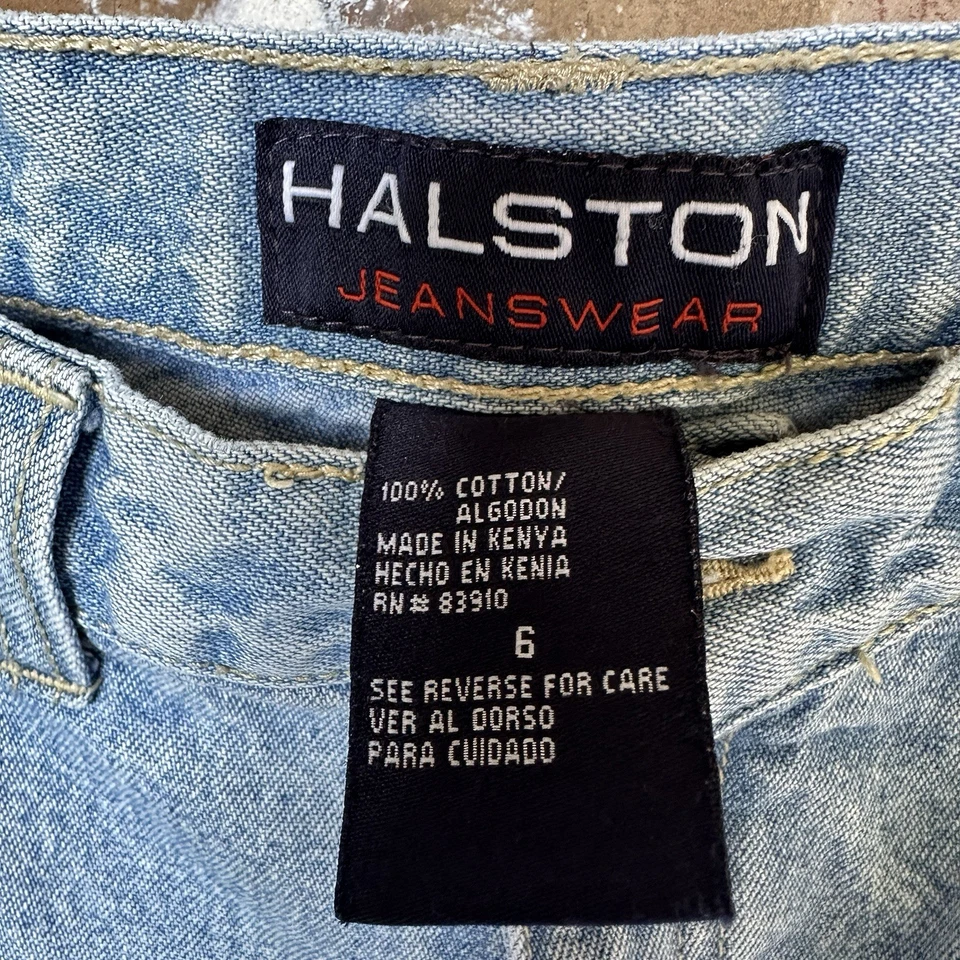 HALSTON
JEANSWEAR
100% COTTON/
ALGODON
MADE IN KENYA
HECHO EN KENIA
RN# 83910
6
SEE REVERSE FOR CARE
VER AL DORSO
PARA CUIDADO